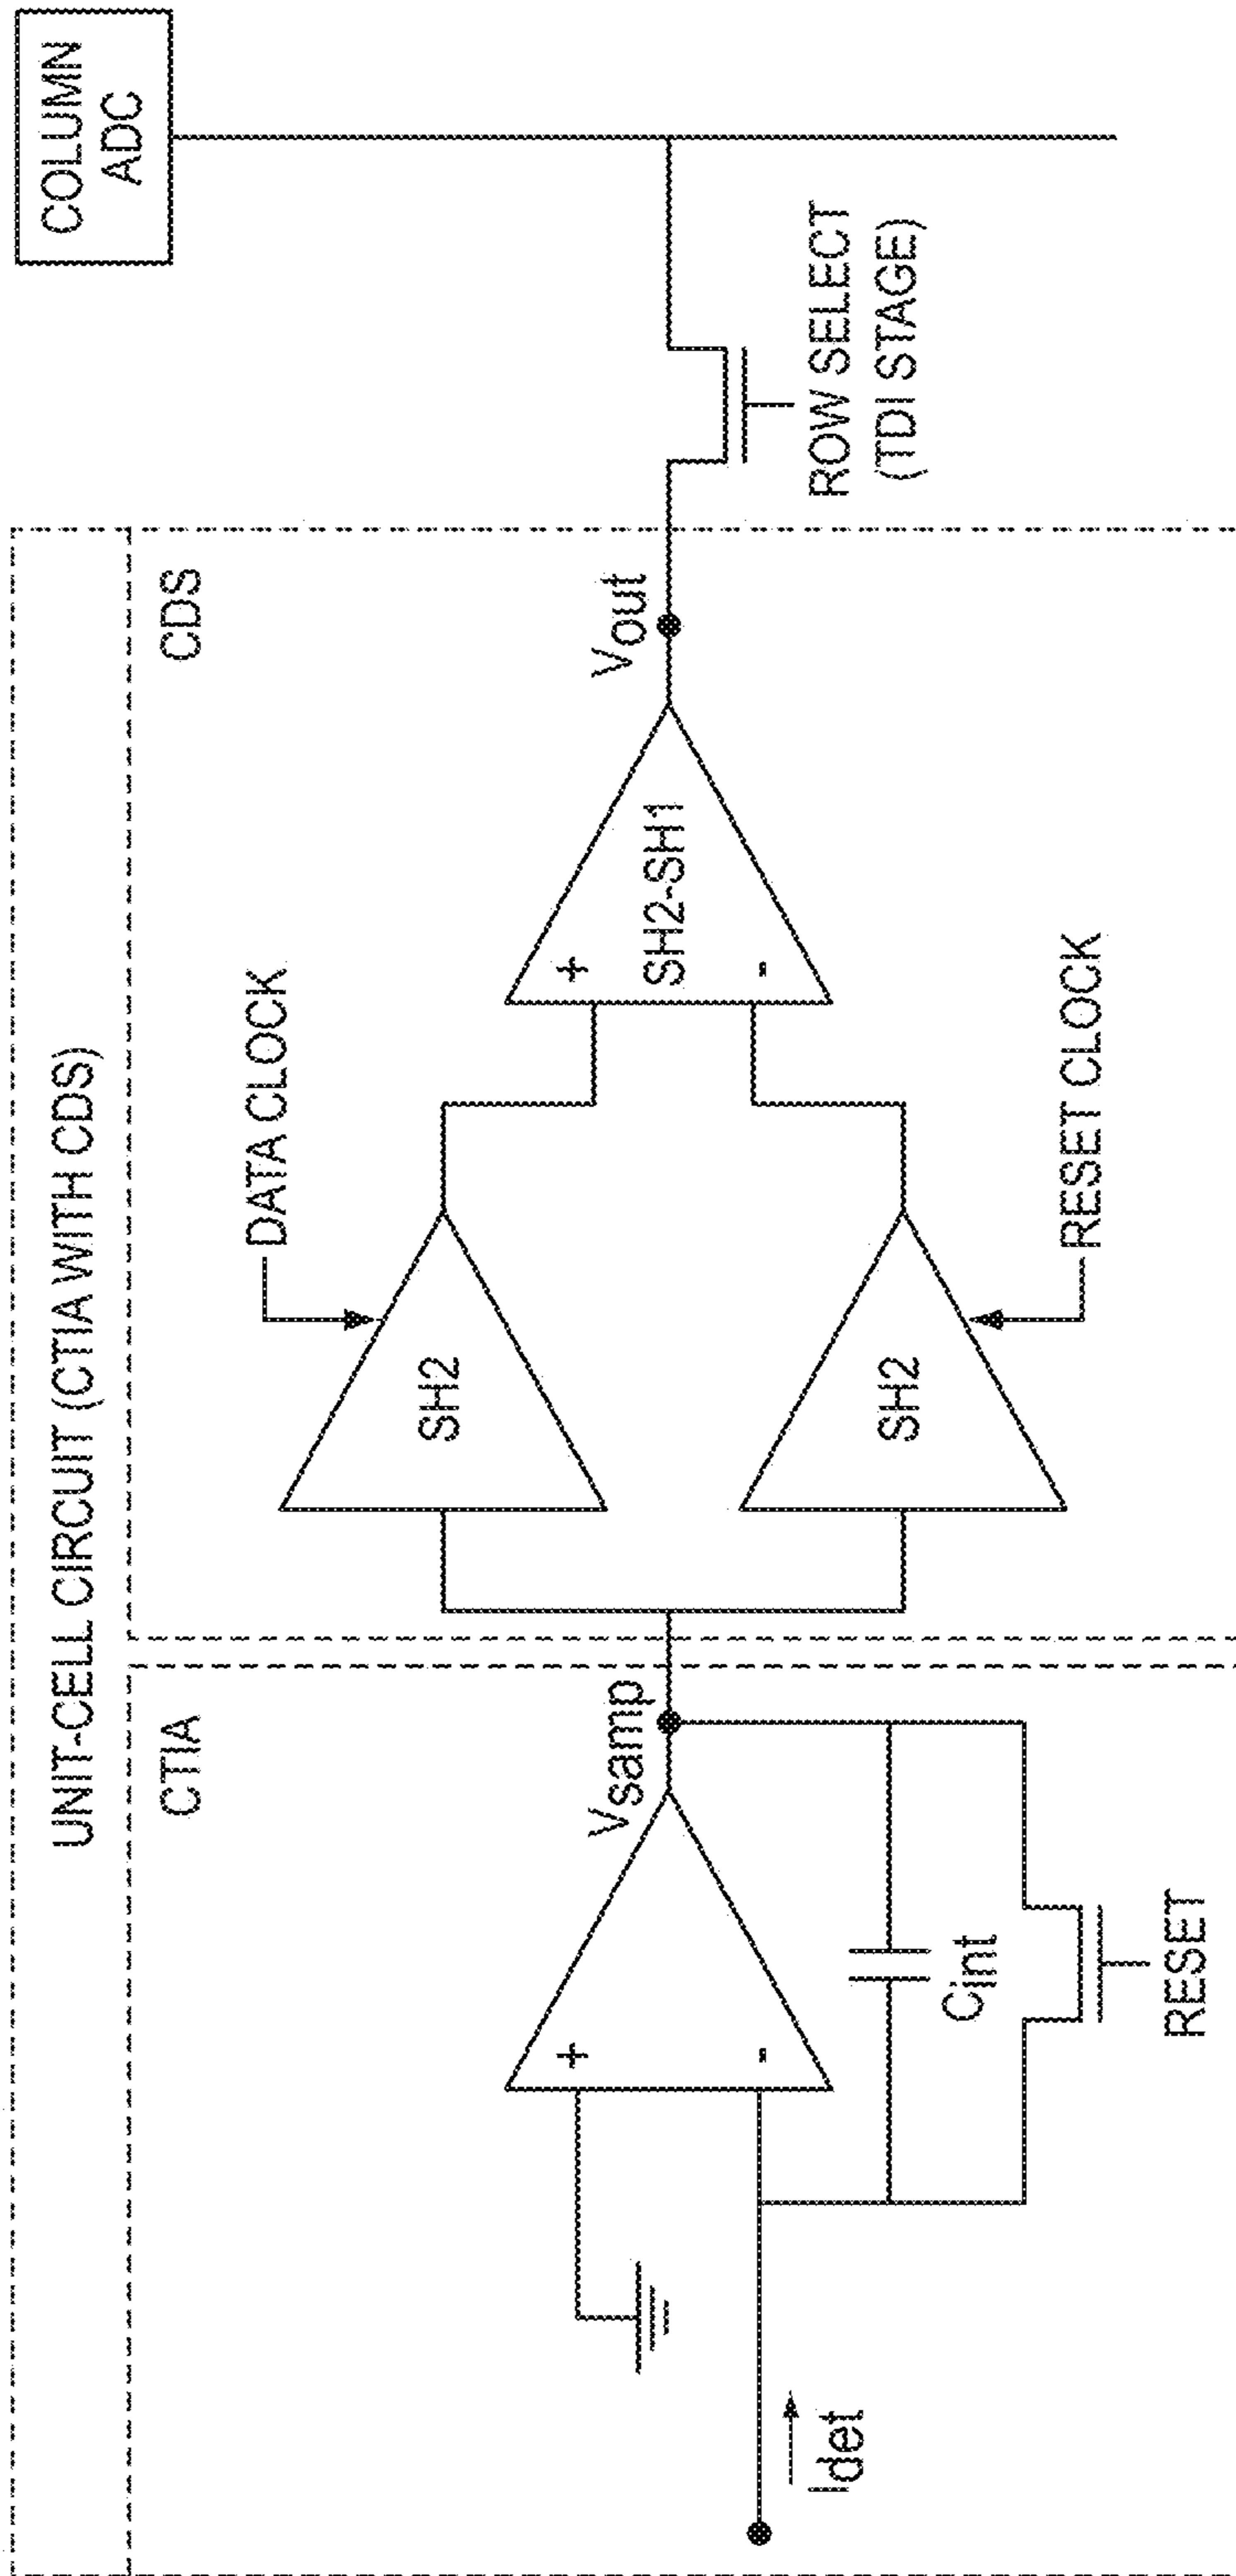 UNIT-CELL CIRCUIT (CTIA WITH CDS)
COLUMN
ADC
CTIA
CDS
DATA CLOCK
Vsamp
Vout
SH2
+
-
+
SH2-SH1
-
SH2
Idet
Cint
RESET
RESET CLOCK
ROW SELECT
(TDI STAGE)